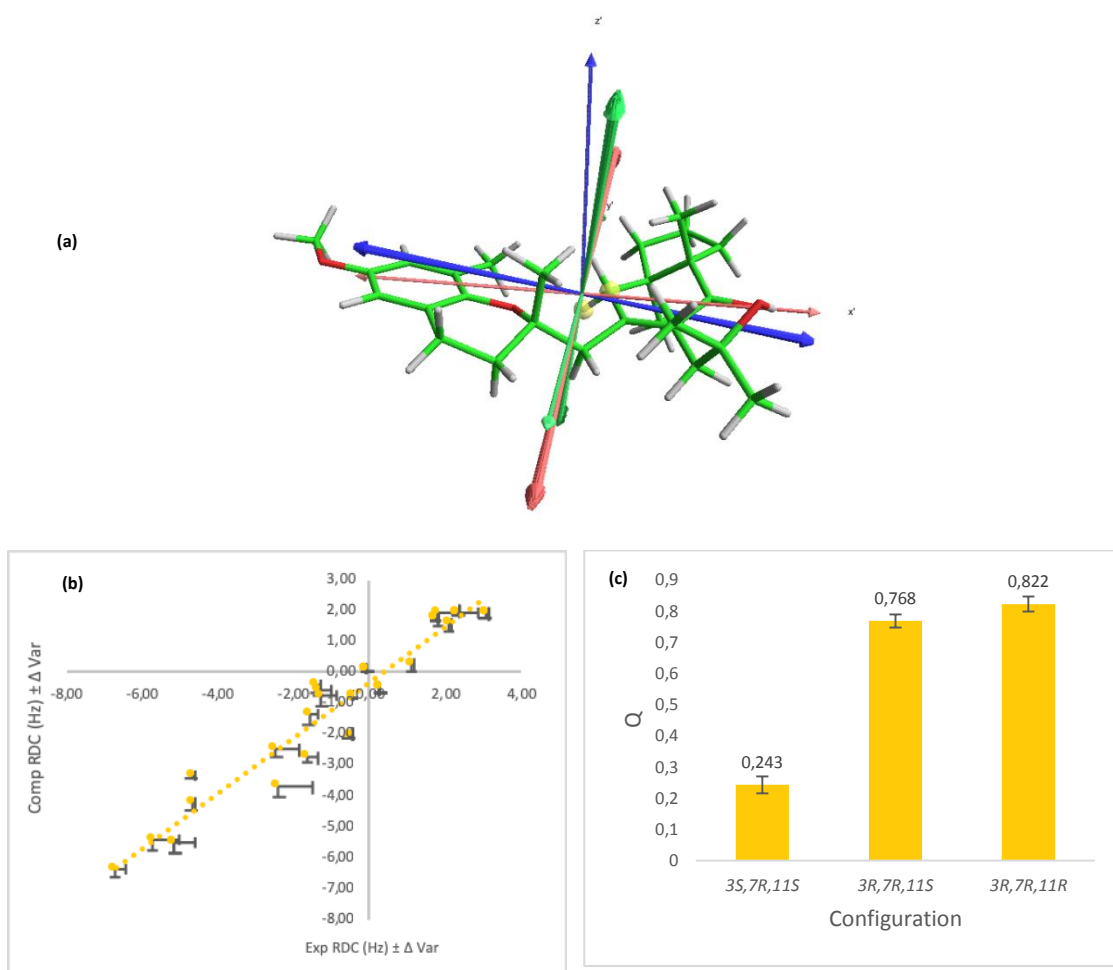 z'
y'
(a)
x'
(b)
3,00
2,00
1,00
0,00
-8,00 -6,00 -4,00 -2,00 0,00 2,00 4,00
-1,00
-2,00
-3,00
-4,00
-5,00
-6,00
-7,00
-8,00
Comp RDC (Hz) ± Δ Var
Exp RDC (Hz) ± Δ Var
(c)
0,9
0,8
0,7
0,6
0,5
0,4
0,3
0,2
0,1
0
Q
0,243
0,768
0,822
3S,7R,11S 3R,7R,11S 3R,7R,11R
Configuration